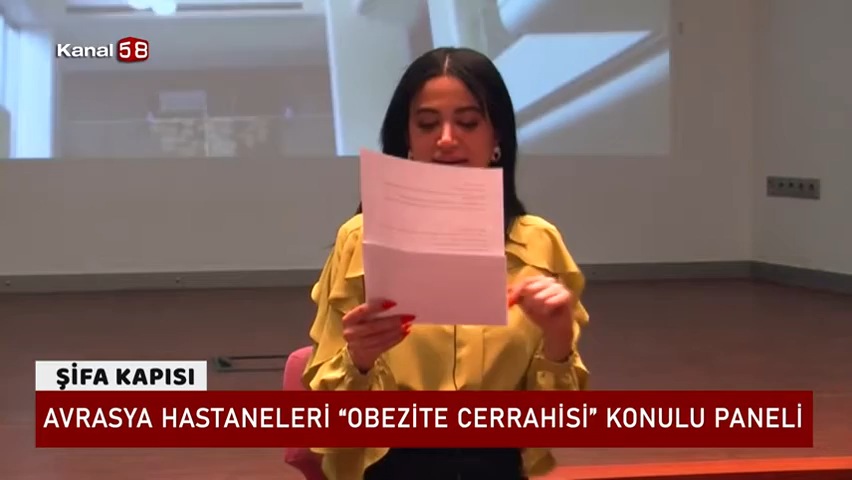 Kanal 58
ŞİFA KAPISI
AVRASYA HASTANELERİ “OBEZİTE CERRAHİSİ” KONULU PANELİ